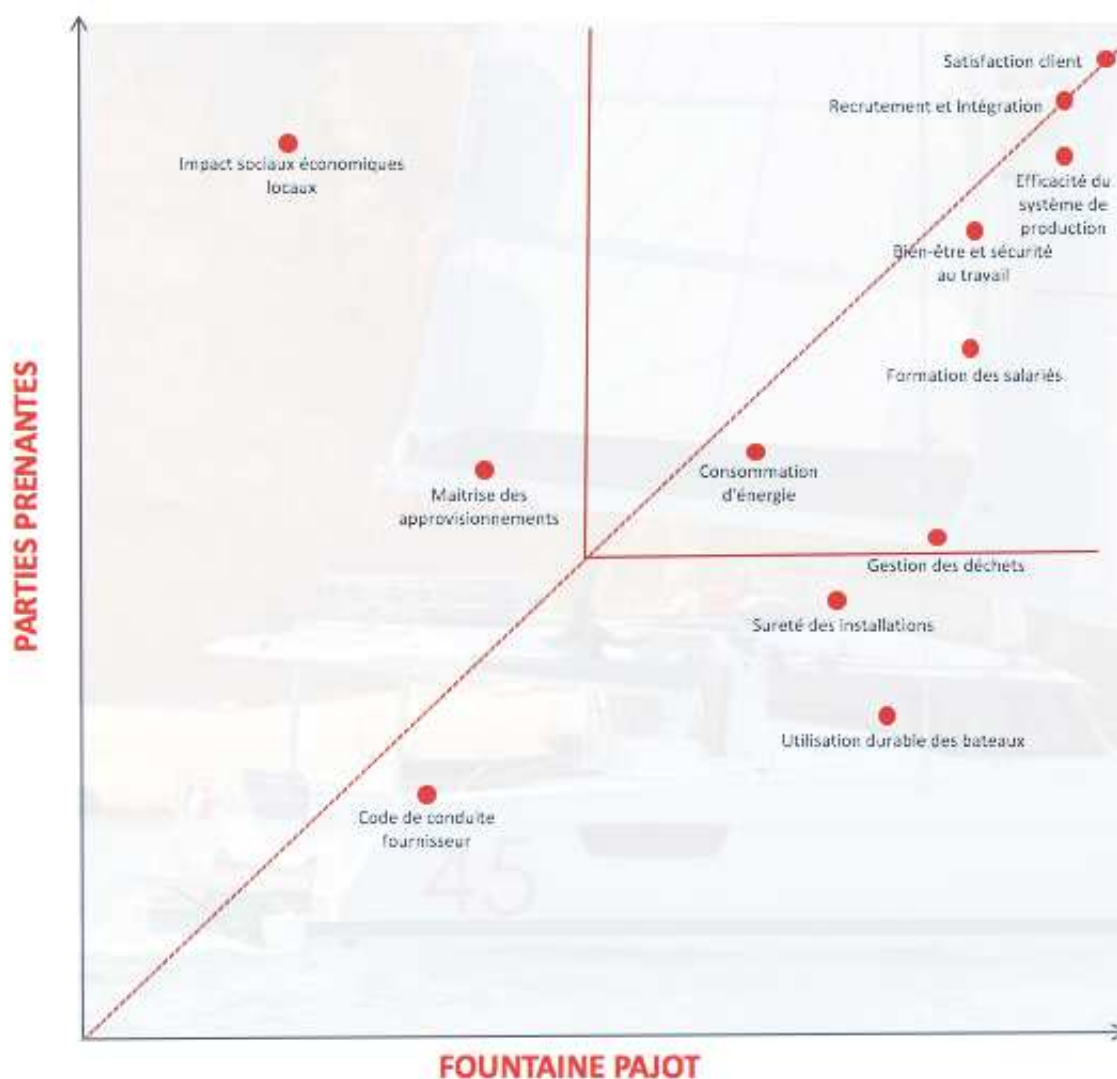 Satisfaction client
Recrutement et Intégration
Impact sociaux économiques
locaux
Efficacité du
système de
production
Bien-être et sécurité
au travail
Formation des salariés
Consommation
d'énergie
Maitrise des
approvisionnements
Gestion des déchets
Sureté des installations
Utilisation durable des bateaux
Code de conduite
fournisseur
45
PARTIES PRENANTES
FOUNTAINE PAJOT